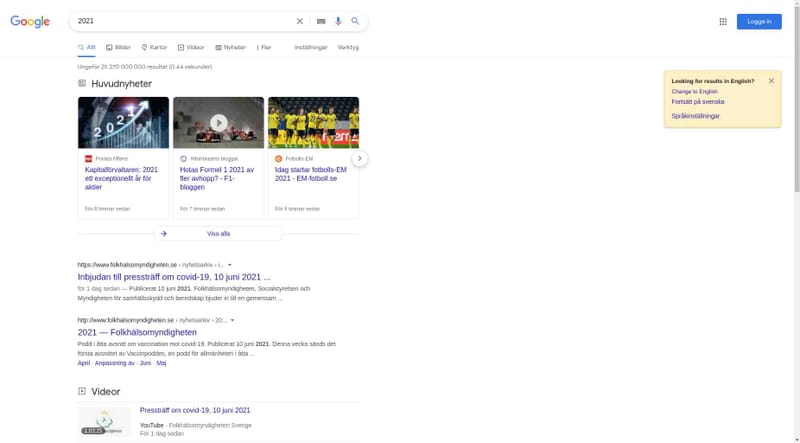 Google
2021
Logga in
Allt
Bilder
Kartor
Videor
Nyheter
Fler
Inställningar
Verktyg
Ungefär 25 270 000 000 resultat (0,44 sekunder)
Looking for results in English?
Change to English
Fortsätt på svenska
Språkinställningar
Huvudnyheter
2021
Privata Affärer
Kapitalförvaltaren: 2021
ett exceptionellt år för
aktier
För 8 timmar sedan
Aftonbladets bloggar
Hotas Formel 1 2021 av
fler avhopp? - F1-
bloggen
För 7 timmar sedan
Fotbolls-EM
Idag startar fotbolls-EM
2021 - EM-fotboll.se
För 6 timmar sedan
Visa alla
https://www.folkhalsomyndigheten.se › nyhetsarkiv › i...
Inbjudan till pressträff om covid-19, 10 juni 2021 ...
för 1 dag sedan — Publicerat 10 juni 2021. Folkhälsomyndigheten, Socialstyrelsen och
Myndigheten för samhällsskydd och beredskap bjuder in till en gemensam ...
http://www.folkhalsomyndigheten.se › nyhetsarkiv › 20...
2021 — Folkhälsomyndigheten
Podd i åtta avsnitt om vaccination mot covid-19. Publicerat 10 juni 2021. Denna vecka sänds det
första avsnittet av Vaccinpodden, en podd för allmänheten i åtta ...
April · Anpassning av · Juni · Maj
Videor
Pressträff om covid-19, 10 juni 2021
YouTube · Folkhälsomyndigheten Sverige
För 1 dag sedan